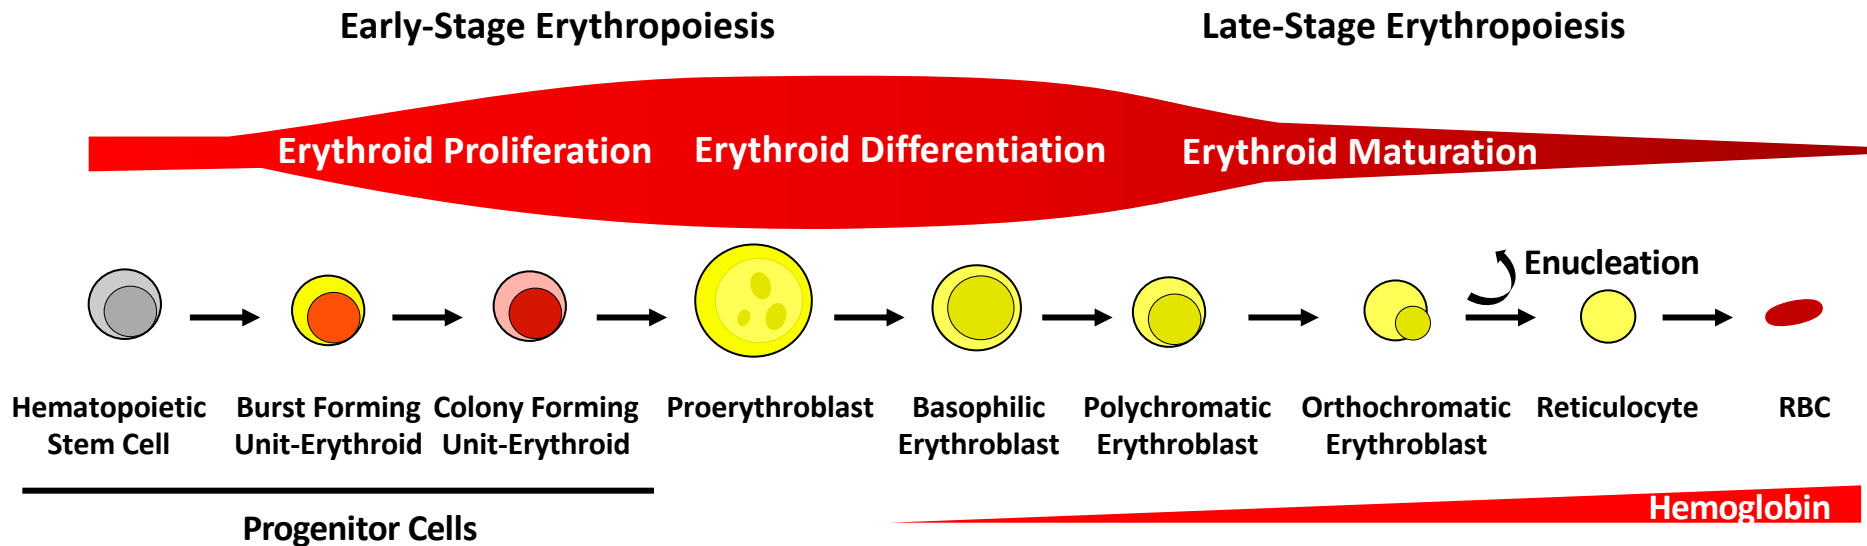 Early-Stage Erythropoiesis
Late-Stage Erythropoiesis
Erythroid Proliferation
Erythroid Differentiation
Erythroid Maturation
Enucleation
Hematopoietic
Stem Cell
Burst Forming
Unit-Erythroid
Colony Forming
Unit-Erythroid
Proerythroblast
Basophilic
Erythroblast
Polychromatic
Erythroblast
Orthochromatic
Erythroblast
Reticulocyte
RBC
Progenitor Cells
Hemoglobin